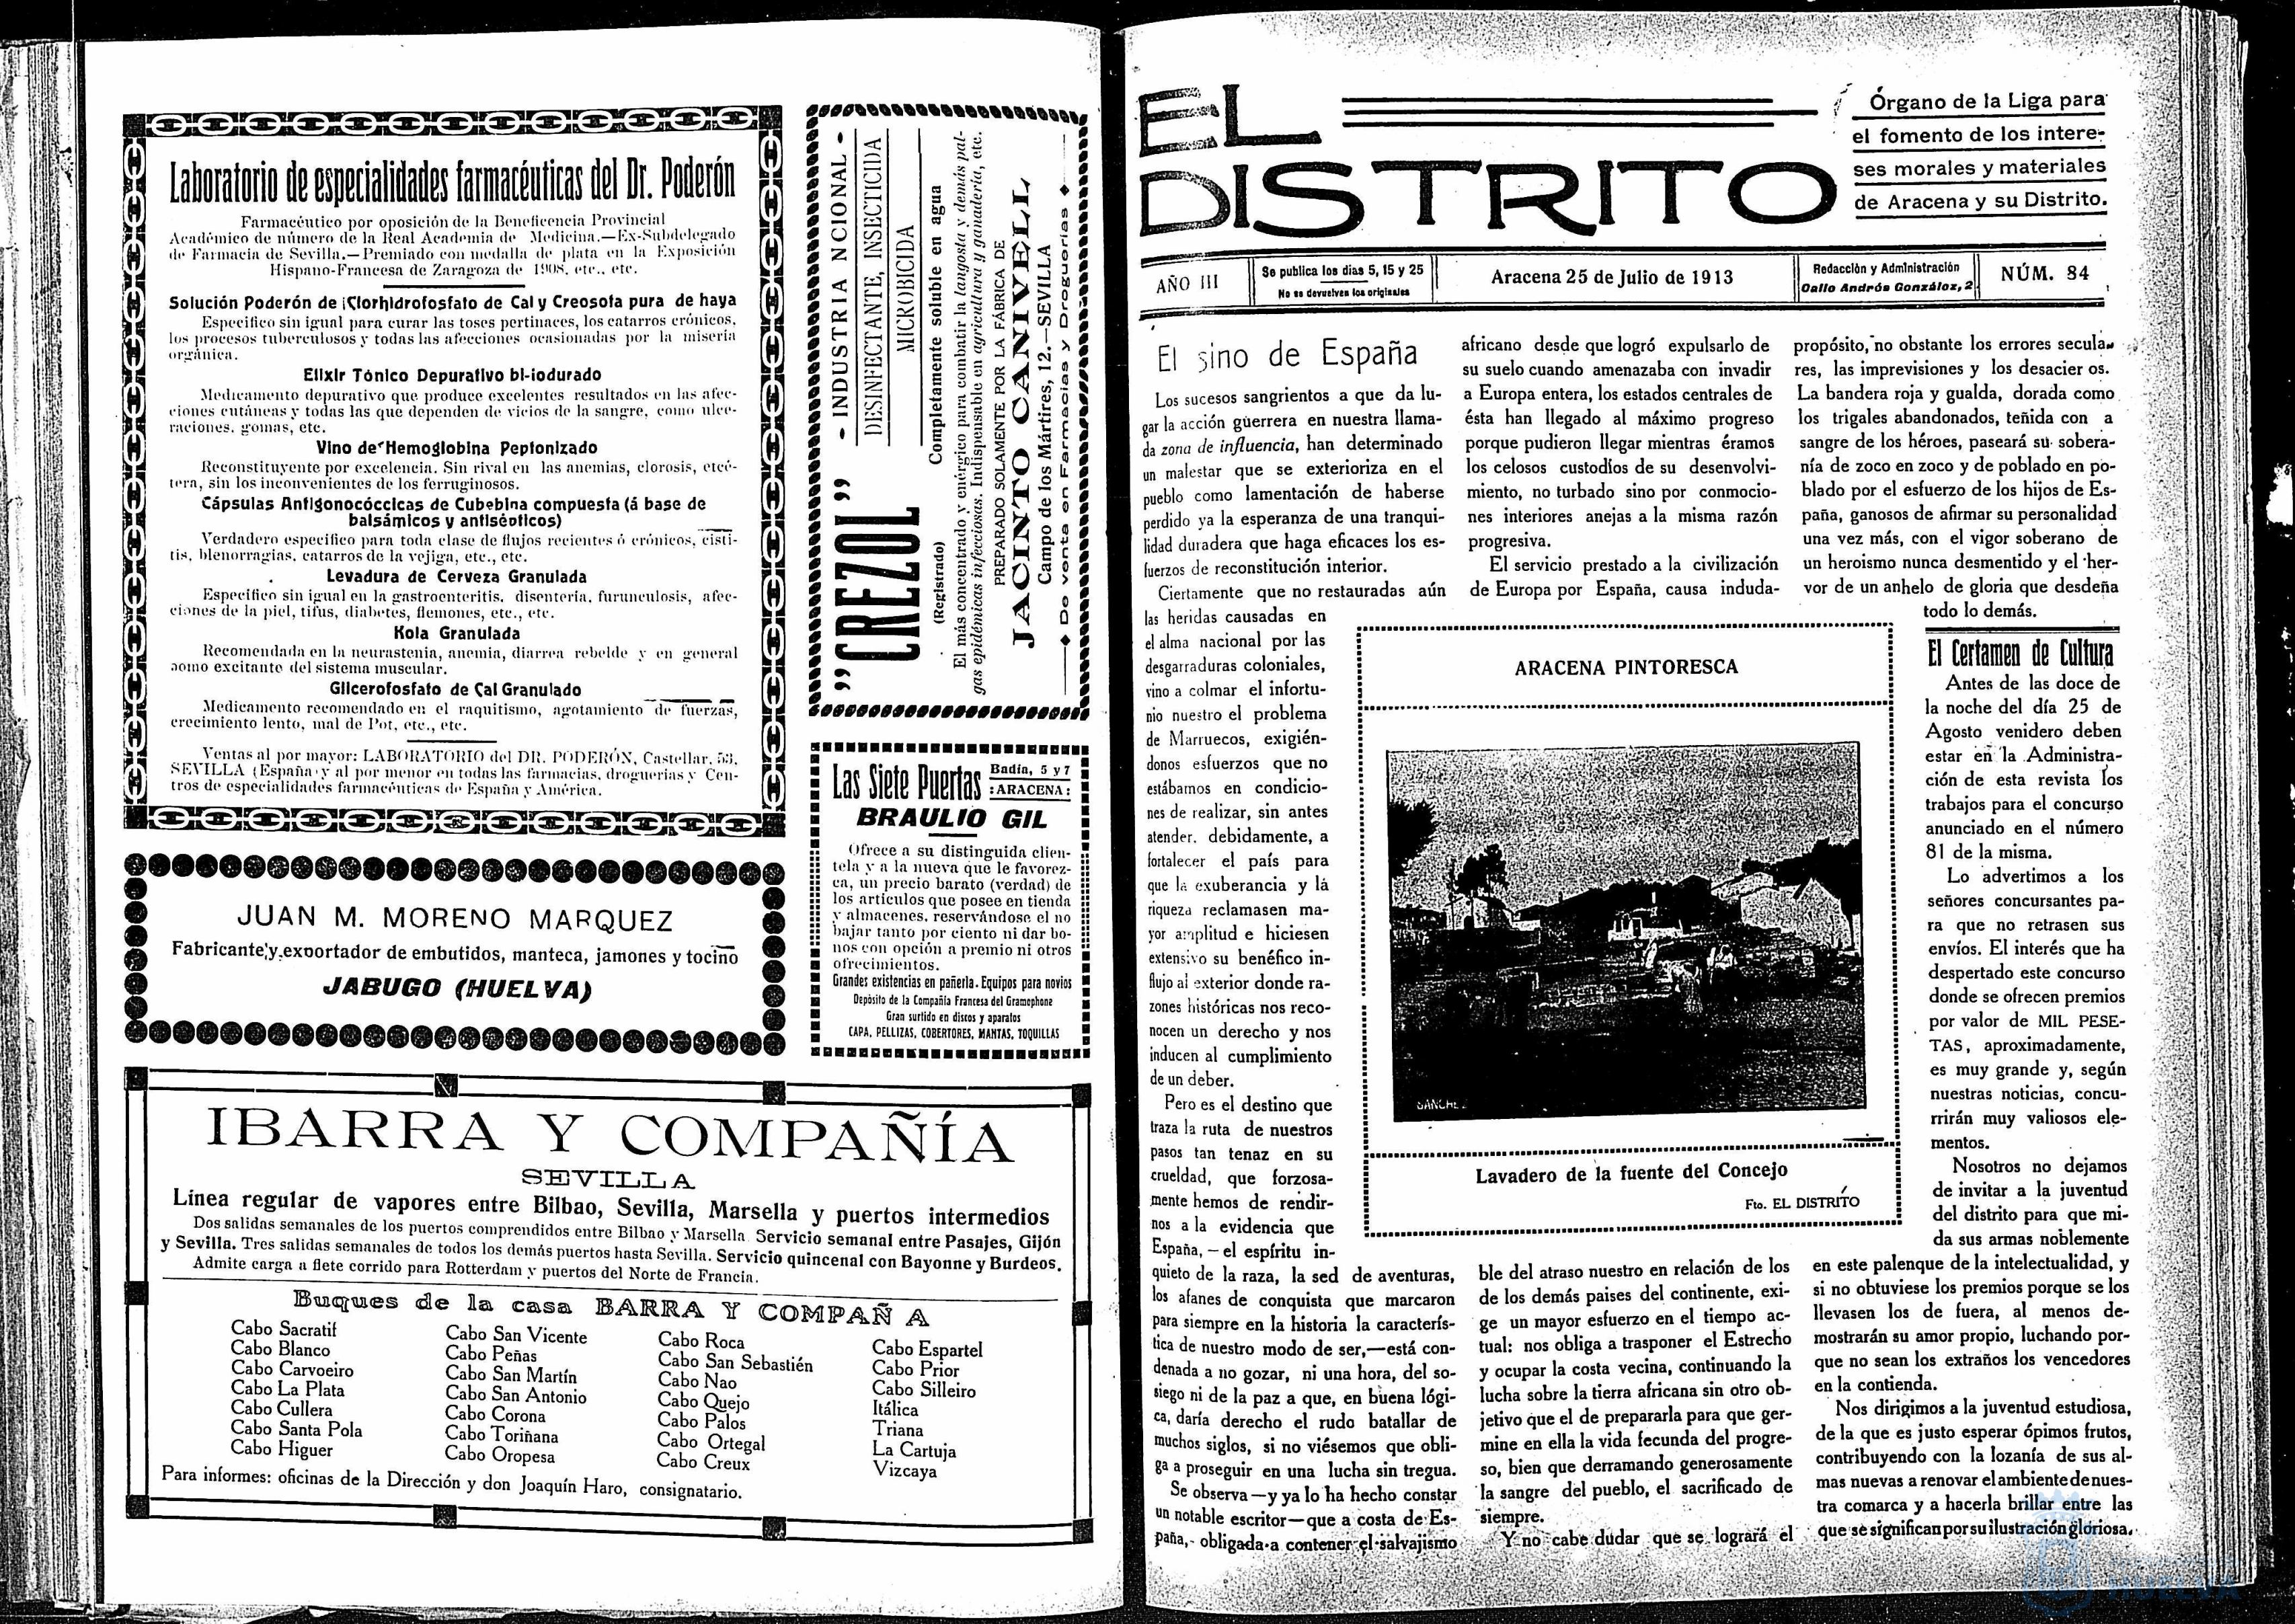 Laboratorio de especialidades farmacéuticas del Dr. Poderón
Farmacéutico por oposición de la Beneficencia Provincial
Académico de número de la Real Academia de Medicina.—Ex-Subdelegado
de Farmacia de Sevilla.—Premiado con medalla de plata en la Exposición
Hispano-Francesa de Zaragoza de 1908, etc., etc.
Solución Poderón de Clorhidrofosfato de Cal y Creosota pura de haya
Especifico sin igual para curar las toses pertinaces, los catarros crónicos,
los procesos tuberculosos y todas las afecciones ocasionadas por la miseria
orgánica.
Elixir Tónico Depurativo bi-iodurado
Medicamento depurativo que produce excelentes resultados en las afec-
ciones cutáneas y todas las que dependen de vicios de la sangre, como ulce-
raciones, gomas, etc.
Vino de Hemoglobina Peptonizado
Reconstituyente por excelencia. Sin rival en las anemias, clorosis, etcé-
tera, sin los inconvenientes de los ferruginosos.
Cápsulas Antigonocóccicas de Cubebina compuesta (á base de
balsámicos y antisépticos)
Verdadero especifico para toda clase de flujos recientes ó crónicos, cisti-
tis, blenorragias, catarros de la vejiga, etc., etc.
Levadura de Cerveza Granulada
Especifico sin igual en la gastroenteritis, disentería, furunculosis, afec-
ciones de la piel, tifus, diabetes, flemones, etc., etc.
Kola Granulada
Recomendada en la neurastenia, anemia, diarrea rebelde y en general
como excitante del sistema muscular.
Glicerofosfato de Cal Granulado
Medicamento recomendado en el raquitismo, agotamiento de fuerzas,
crecimiento lento, mal de Pot, etc., etc.
Ventas al por mayor: LABORATORIO del DR. PODERÓN, Castellar, 53,
SEVILLA (España y al por menor en todas las farmacias, droguerias y Cen-
tros de especialidades farmacéuticas de España y América.
- INDUSTRIA NCIONAL -
DESINFECTANTE, INSECTICIDA
MICROBICIDA
"CREZOL"
(Registrado)
Completamente soluble en agua
El más concentrado y enérgico para combatir la langosta y demás pla-
gas epidémicas infecciosas. Indispensable en agricultura y ganadería, etc.
PREPARADO SOLAMENTE POR LA FÁBRICA DE
JACINTO CANIVELL
Campo de los Mártires, 12.—SEVILLA
De venta en Farmacias y Droguerías
Las Siete Puertas
Badía, 5 y 7
:ARACENA:
BRAULIO GIL
Ofrece a su distinguida clien-
tela y a la nueva que le favorez-
ca, un precio barato (verdad) de
los articulos que posee en tienda
y almacenes, reservándose el no
bajar tanto por ciento ni dar bo-
nos con opción a premio ni otros
ofrecimientos.
Grandes existencias en pañería. Equipos para novios
Depósito de la Compañía Francesa del Gramophone
Gran surtido en discos y aparatos
CAPA, PELLIZAS, COBERTORES, MANTAS, TOQUILLAS
JUAN M. MORENO MARQUEZ
Fabricante y exportador de embutidos, manteca, jamones y tocino
JABUGO (HUELVA)
IBARRA Y COMPAÑÍA
SEVILLA
Línea regular de vapores entre Bilbao, Sevilla, Marsella y puertos intermedios
Dos salidas semanales de los puertos comprendidos entre Bilbao y Marsella Servicio semanal entre Pasajes, Gijón
y Sevilla. Tres salidas semanales de todos los demás puertos hasta Sevilla. Servicio quincenal con Bayonne y Burdeos.
Admite carga a flete corrido para Rotterdam y puertos del Norte de Francia.
Buques de la casa BARRA Y COMPAÑ A
Cabo Sacratif
Cabo Blanco
Cabo Carvoeiro
Cabo La Plata
Cabo Cullera
Cabo Santa Pola
Cabo Higuer
Cabo San Vicente
Cabo Peñas
Cabo San Martín
Cabo San Antonio
Cabo Corona
Cabo Toriñana
Cabo Oropesa
Cabo Roca
Cabo San Sebastién
Cabo Nao
Cabo Quejo
Cabo Palos
Cabo Ortegal
Cabo Creux
Cabo Espartel
Cabo Prior
Cabo Silleiro
Itálica
Triana
La Cartuja
Vizcaya
Para informes: oficinas de la Dirección y don Joaquín Haro, consignatario.
EL
DISTRITO
Órgano de la Liga para
el fomento de los intere-
ses morales y materiales
de Aracena y su Distrito.
AÑO III
Se publica los dias 5, 15 y 25
No se devuelven los originales
Aracena 25 de Julio de 1913
Redacción y Administración
Calle Andrés González, 2
NÚM. 84
El sino de España
Los sucesos sangrientos a que da lu-
gar la acción guerrera en nuestra llama-
da zona de influencia, han determinado
un malestar que se exterioriza en el
pueblo como lamentación de haberse
perdido ya la esperanza de una tranqui-
lidad duradera que haga eficaces los es-
fuerzos de reconstitución interior.
Ciertamente que no restauradas aún
las heridas causadas en
el alma nacional por las
desgarraduras coloniales,
vino a colmar el infortu-
nio nuestro el problema
de Marruecos, exigién-
donos esfuerzos que no
estábamos en condicio-
nes de realizar, sin antes
atender, debidamente, a
fortalecer el país para
que la exuberancia y la
riqueza reclamasen ma-
yor amplitud e hiciesen
extensivo su benéfico in-
flujo al exterior donde ra-
zones históricas nos reco-
nocen un derecho y nos
inducen al cumplimiento
de un deber.
Pero es el destino que
traza la ruta de nuestros
pasos tan tenaz en su
crueldad, que forzosa-
mente hemos de rendir-
nos a la evidencia que
España, — el espíritu in-
quieto de la raza, la sed de aventuras,
los afanes de conquista que marcaron
para siempre en la historia la caracterís-
tica de nuestro modo de ser,—está con-
denada a no gozar, ni una hora, del so-
siego ni de la paz a que, en buena lógi-
ca, daría derecho el rudo batallar de
muchos siglos, si no viésemos que obli-
ga a proseguir en una lucha sin tregua.
Se observa—y ya lo ha hecho constar
un notable escritor—que a costa de Es-
paña, obligada a contener el salvajismo
africano desde que logró expulsarlo de
su suelo cuando amenazaba con invadir
a Europa entera, los estados centrales de
ésta han llegado al máximo progreso
porque pudieron llegar mientras éramos
los celosos custodios de su desenvolvi-
miento, no turbado sino por conmocio-
nes interiores anejas a la misma razón
progresiva.
El servicio prestado a la civilización
de Europa por España, causa induda-
ARACENA PINTORESCA
SANCHEZ
Lavadero de la fuente del Concejo
Fto. EL DISTRITO
ble del atraso nuestro en relación de los
de los demás paises del continente, exi-
ge un mayor esfuerzo en el tiempo ac-
tual: nos obliga a trasponer el Estrecho
y ocupar la costa vecina, continuando la
lucha sobre la tierra africana sin otro ob-
jetivo que el de prepararla para que ger-
mine en ella la vida fecunda del progre-
so, bien que derramando generosamente
la sangre del pueblo, el sacrificado de
siempre.
Y no cabe dudar que se logrará el
propósito, no obstante los errores secula-
res, las imprevisiones y los desacier os.
La bandera roja y gualda, dorada como
los trigales abandonados, teñida con a
sangre de los héroes, paseará su sobera-
nía de zoco en zoco y de poblado en po-
blado por el esfuerzo de los hijos de Es-
paña, ganosos de afirmar su personalidad
una vez más, con el vigor soberano de
un heroismo nunca desmentido y el her-
vor de un anhelo de gloria que desdeña
todo lo demás.
El Certamen de Cultura
Antes de las doce de
la noche del día 25 de
Agosto venidero deben
estar en la Administra-
ción de esta revista los
trabajos para el concurso
anunciado en el número
81 de la misma.
Lo advertimos a los
señores concursantes pa-
ra que no retrasen sus
envíos. El interés que ha
despertado este concurso
donde se ofrecen premios
por valor de MIL PESE-
TAS, aproximadamente,
es muy grande y, según
nuestras noticias, concu-
rrirán muy valiosos ele-
mentos.
Nosotros no dejamos
de invitar a la juventud
del distrito para que mi-
da sus armas noblemente
en este palenque de la intelectualidad, y
si no obtuviese los premios porque se los
llevasen los de fuera, al menos de-
mostrarán su amor propio, luchando por-
que no sean los extraños los vencedores
en la contienda.
Nos dirigimos a la juventud estudiosa,
de la que es justo esperar ópimos frutos,
contribuyendo con la lozanía de sus al-
mas nuevas a renovar el ambiente de nues-
tra comarca y a hacerla brillar entre las
que se significan por su ilustración gloriosa.
HUELVA